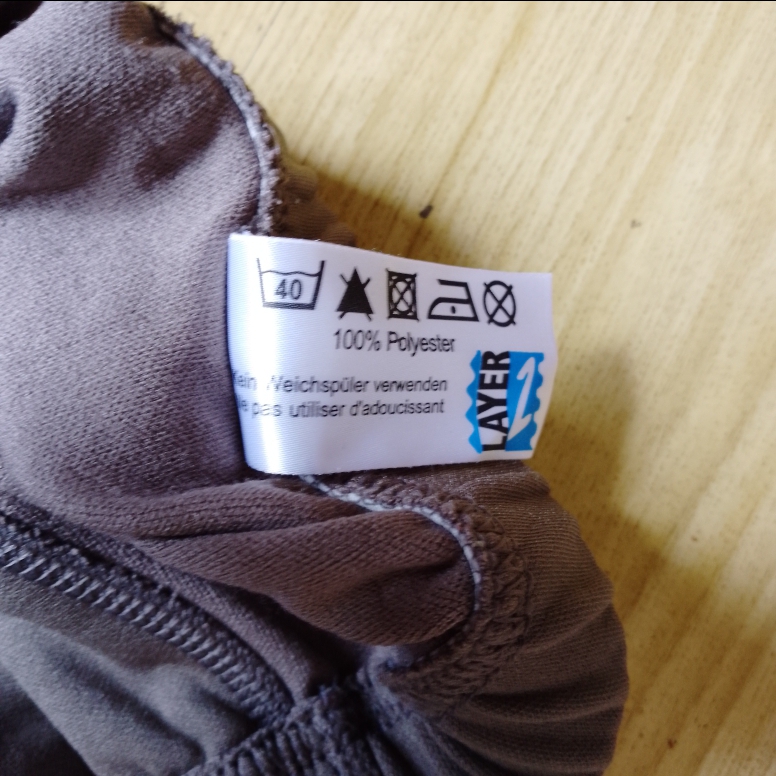 40
100% Polyester
Weichspüler verwenden
pas utiliser d'adoucissant
LAYER
2